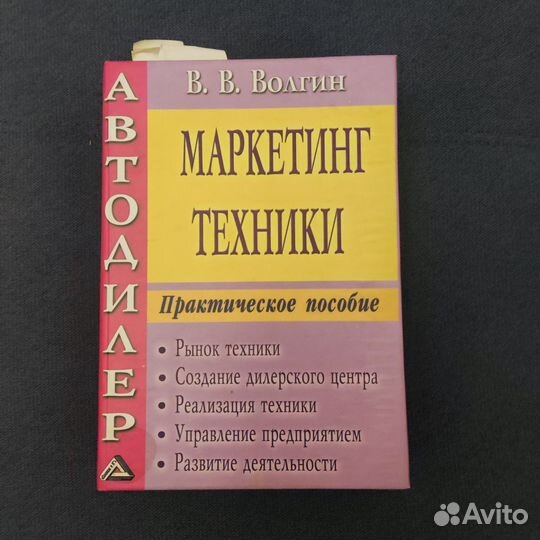 В. В. Волгин
АВТОДИЛЕР
МАРКЕТИНГ
ТЕХНИКИ
Практическое пособие
• Рынок техники
• Создание дилерского центра
• Реализация техники
• Управление предприятием
• Развитие деятельности
Avito